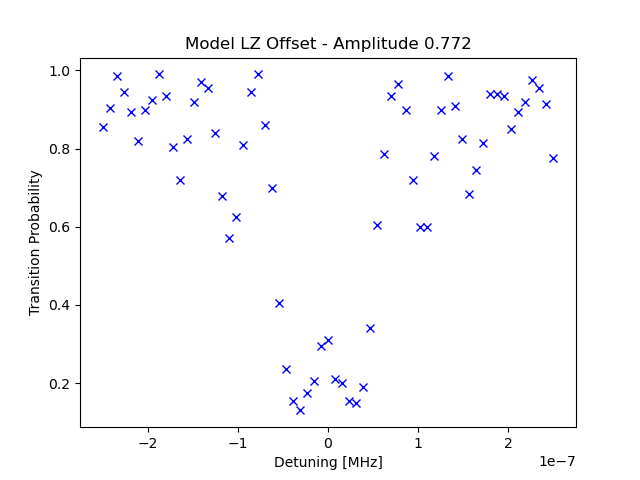 Model LZ Offset - Amplitude 0.772
1.0
0.8
0.6
0.4
0.2
Transition Probability
−2
−1
0
1
2
1e−7
Detuning [MHz]